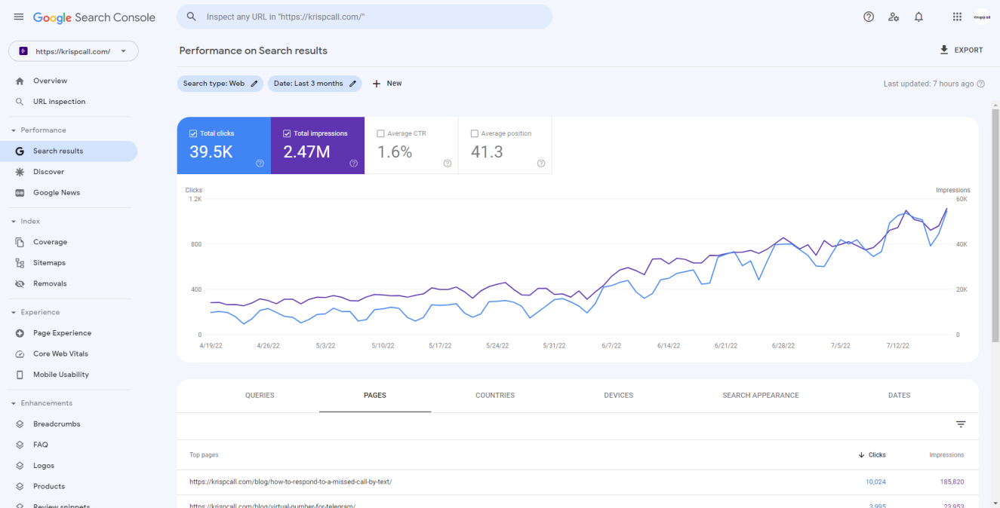 Google Search Console
Inspect any URL in "https://krispcall.com/"
https://krispcall.com/
Performance on Search results
EXPORT
Overview
URL inspection
Performance
Search results
Discover
Google News
Index
Coverage
Sitemaps
Removals
Experience
Page Experience
Core Web Vitals
Mobile Usability
Enhancements
Breadcrumbs
FAQ
Logos
Products
Review snippets
Search type: Web
Date: Last 3 months
New
Last updated: 7 hours ago
Total clicks
39.5K
Total impressions
2.47M
Average CTR
1.6%
Average position
41.3
Clicks
Impressions
1.2K
60K
800
40K
400
20K
0
0
4/19/22 4/26/22 5/3/22 5/10/22 5/17/22 5/24/22 5/31/22 6/7/22 6/14/22 6/21/22 6/28/22 7/5/22 7/12/22
QUERIES PAGES COUNTRIES DEVICES SEARCH APPEARANCE DATES
Top pages Clicks Impressions
https://krispcall.com/blog/how-to-respond-to-a-missed-call-by-text/ 10,024 185,820
https://krispcall.com/blog/virtual-number-for-telegram/ 3,995 23,953